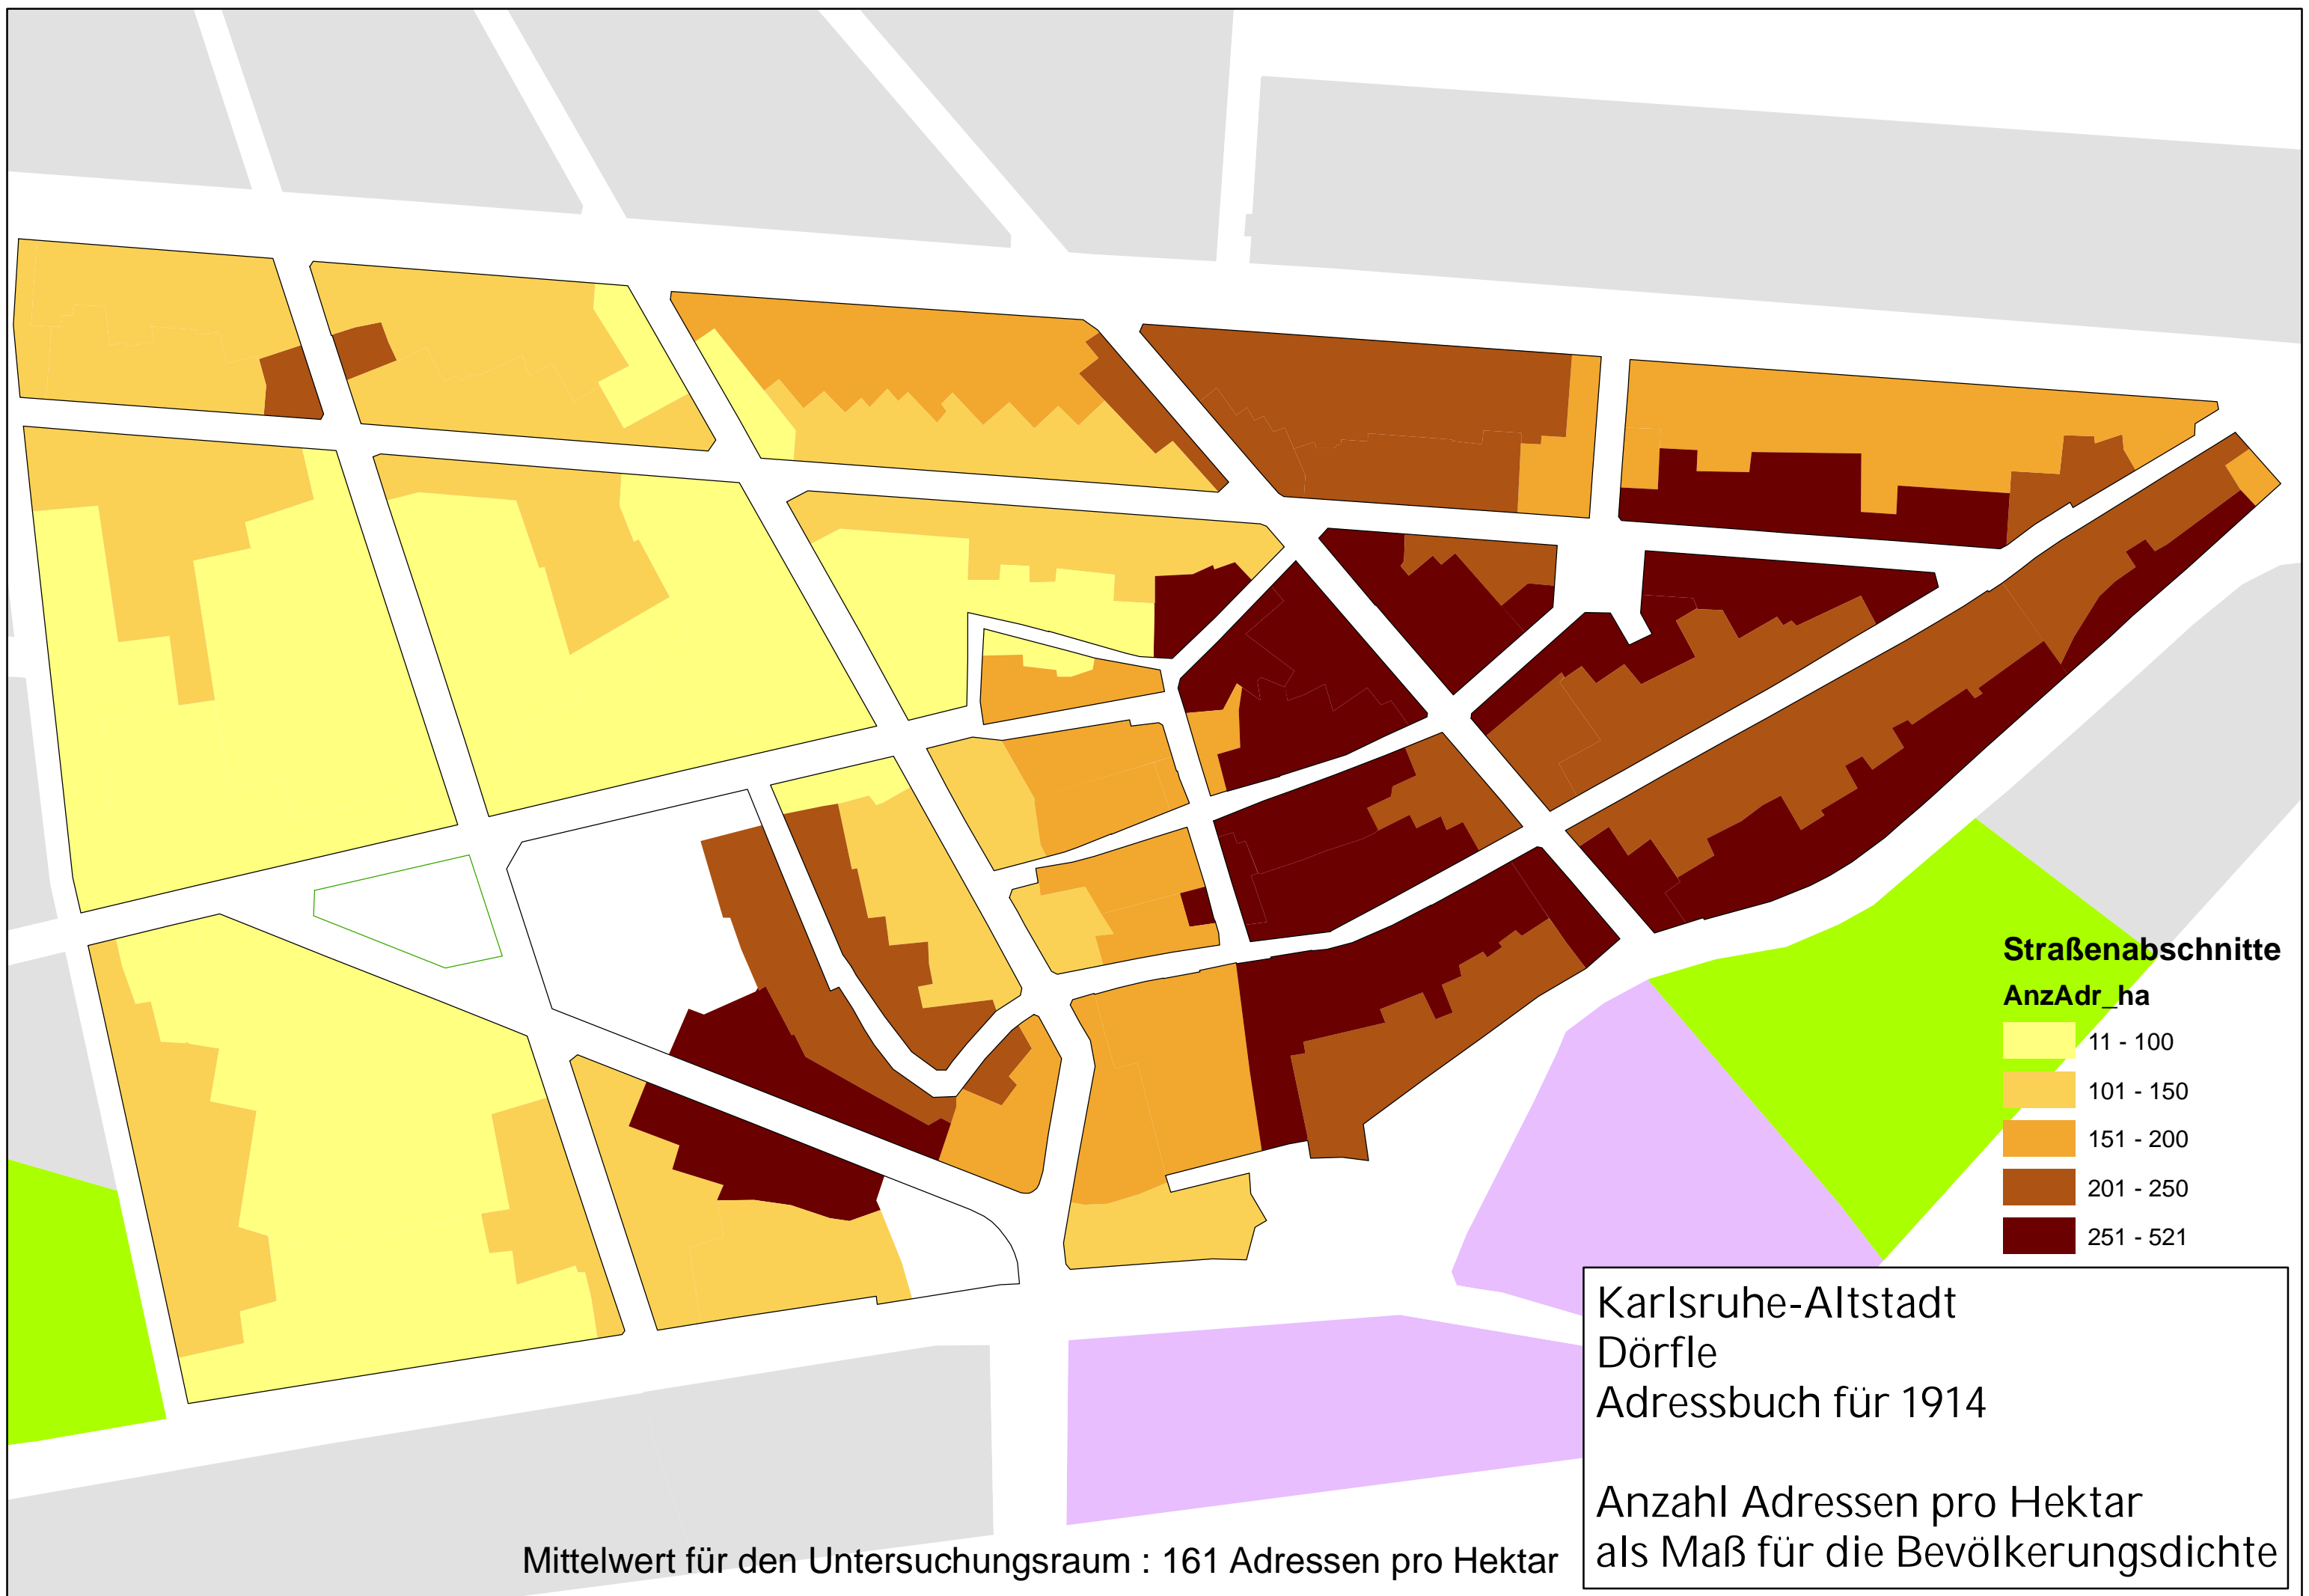 Straßenabschnitte
AnzAdr_ha
11 - 100
101 - 150
151 - 200
201 - 250
251 - 521
Karlsruhe-Altstadt
Dörfle
Adressbuch für 1914
Anzahl Adressen pro Hektar
als Maß für die Bevölkerungsdichte
Mittelwert für den Untersuchungsraum : 161 Adressen pro Hektar